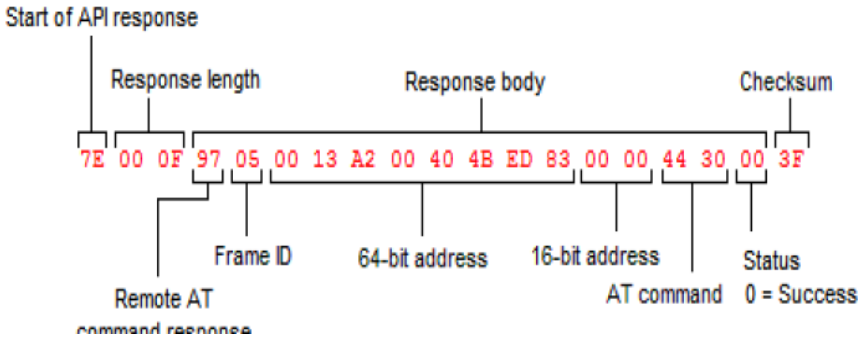 Start of API response
Response length
Response body
Checksum
7E 00 0F 97 05 00 13 A2 00 40 4B ED 83 00 00 44 30 00 3F
Frame ID
64-bit address
16-bit address
Status
Remote AT
AT command
0 = Success
command response